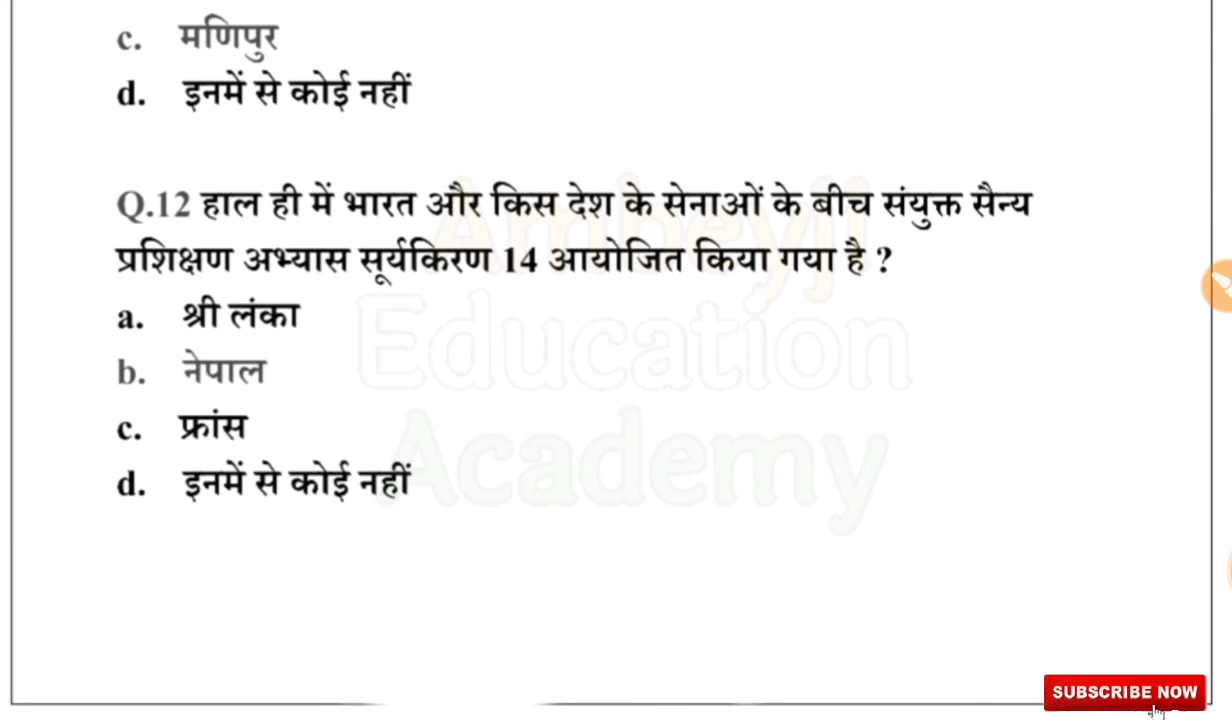 c. मणिपुर
d. इनमें से कोई नहीं
Q.12 हाल ही में भारत और किस देश के सेनाओं के बीच संयुक्त सैन्य
प्रशिक्षण अभ्यास सूर्यकिरण 14 आयोजित किया गया है ?
a. श्री लंका
b. नेपाल
c. फ्रांस
d. इनमें से कोई नहीं
Ambeyji
Education
Academy
SUBSCRIBE NOW